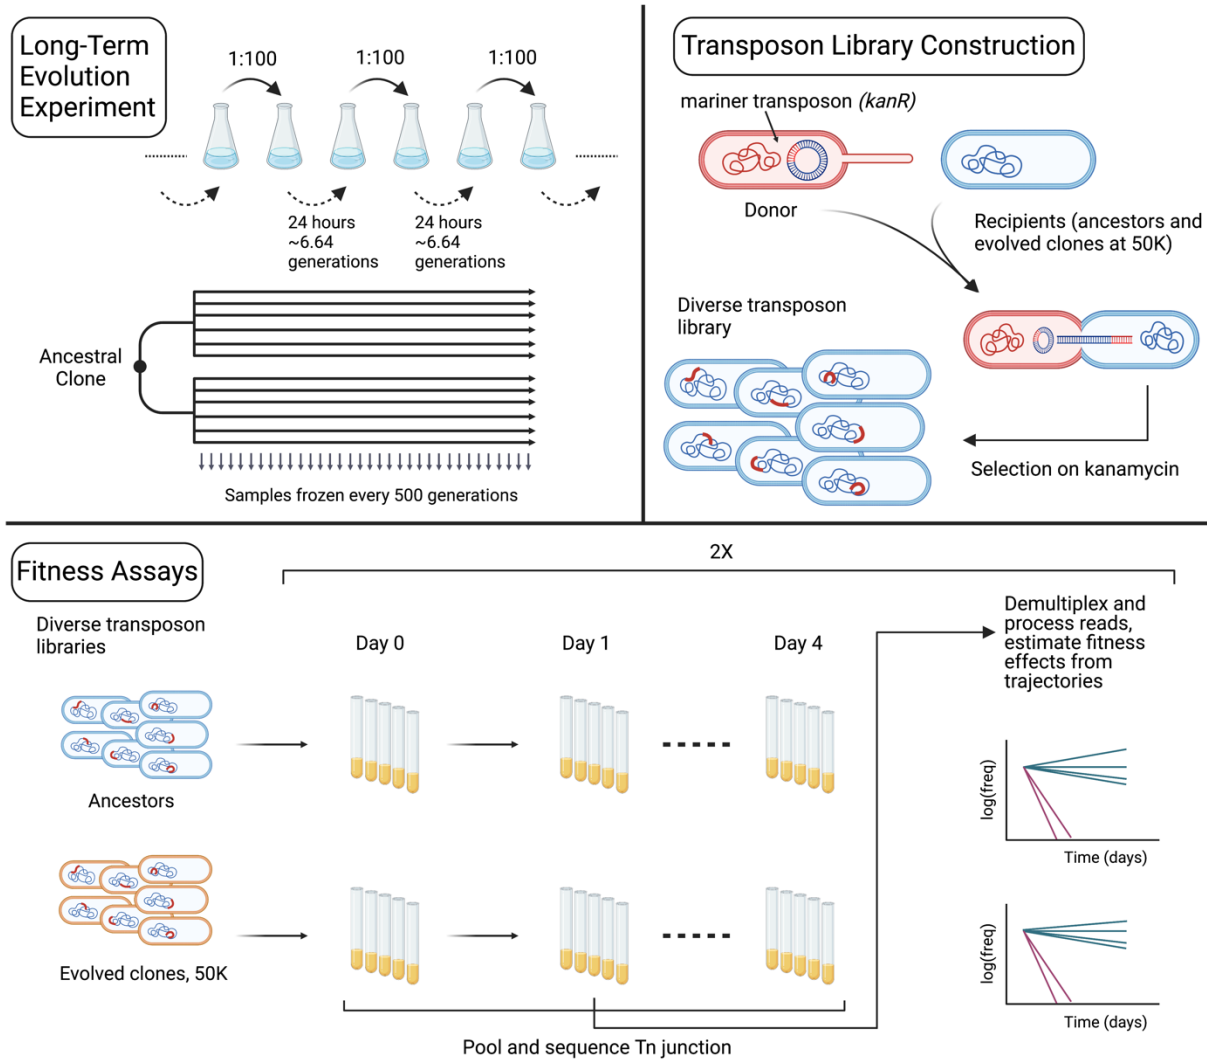 Long-Term
Evolution
Experiment
1:100
1:100
1:100
24 hours
~6.64
generations
24 hours
~6.64
generations
Ancestral
Clone
Samples frozen every 500 generations
Transposon Library Construction
mariner transposon (kanR)
Donor
Recipients (ancestors and
evolved clones at 50K)
Diverse transposon
library
Selection on kanamycin
Fitness Assays
2X
Diverse transposon
libraries
Day 0
Day 1
Day 4
Demultiplex and
process reads,
estimate fitness
effects from
trajectories
Ancestors
log(freq)
Time (days)
Evolved clones, 50K
log(freq)
Time (days)
Pool and sequence Tn junction